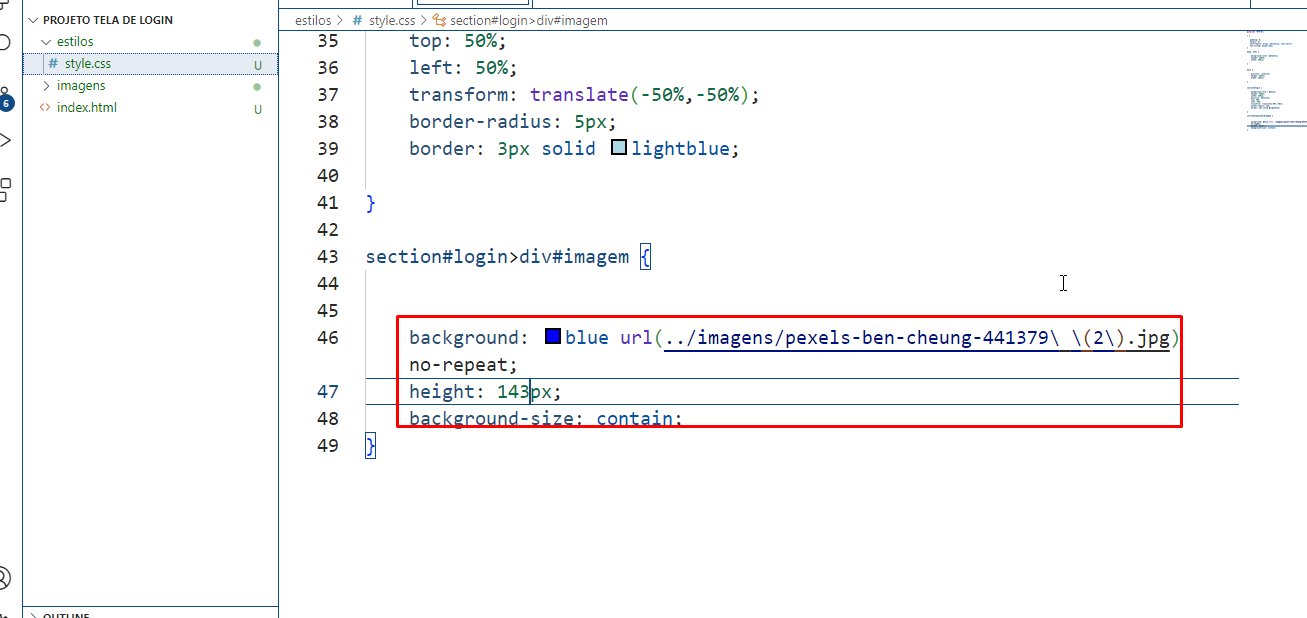 PROJETO TELA DE LOGIN
estilos
# style.css U
imagens
<> index.html U
6
OUTLINE
estilos > # style.css > section#login>div#imagem
35 top: 50%;
36 left: 50%;
37 transform: translate(-50%,-50%);
38 border-radius: 5px;
39 border: 3px solid lightblue;
40
41 }
42
43 section#login>div#imagem {
44
45
46 background: blue url(../imagens/pexels-ben-cheung-441379\ \(2\).jpg)
no-repeat;
47 height: 143px;
48 background-size: contain;
49 }